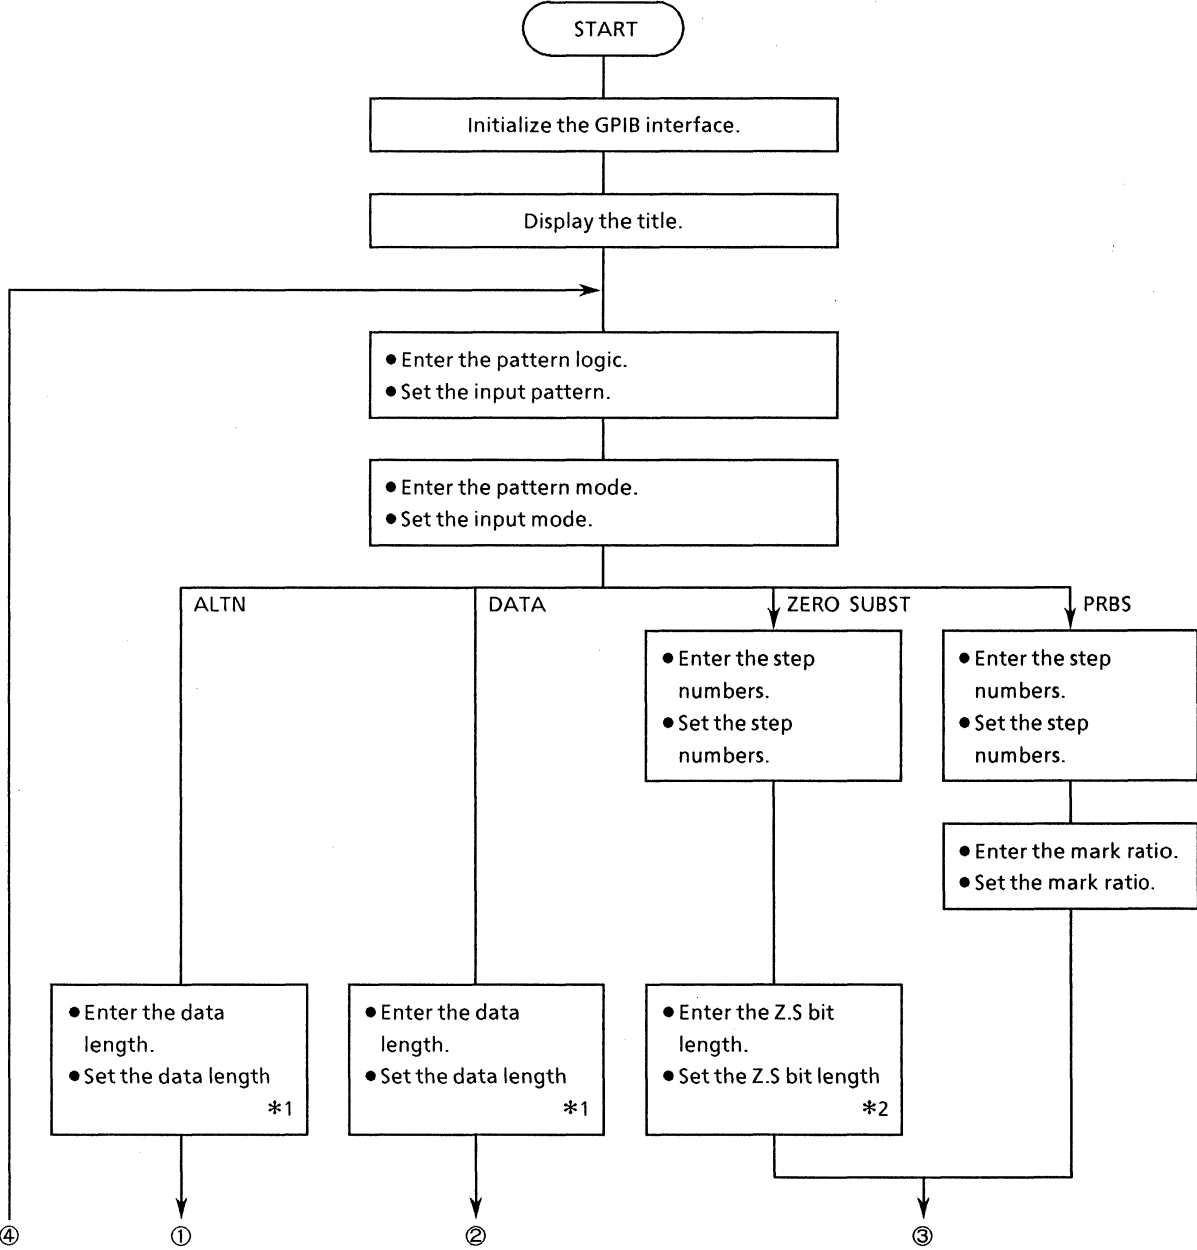 START
Initialize the GPIB interface.
Display the title.
● Enter the pattern logic.
● Set the input pattern.
● Enter the pattern mode.
● Set the input mode.
ALTN
DATA
ZERO SUBST
PRBS
● Enter the step
numbers.
● Set the step
numbers.
● Enter the step
numbers.
● Set the step
numbers.
● Enter the mark ratio.
● Set the mark ratio.
● Enter the data
length.
● Set the data length
*1
● Enter the data
length.
● Set the data length
*1
● Enter the Z.S bit
length.
● Set the Z.S bit length
*2
④
①
②
③